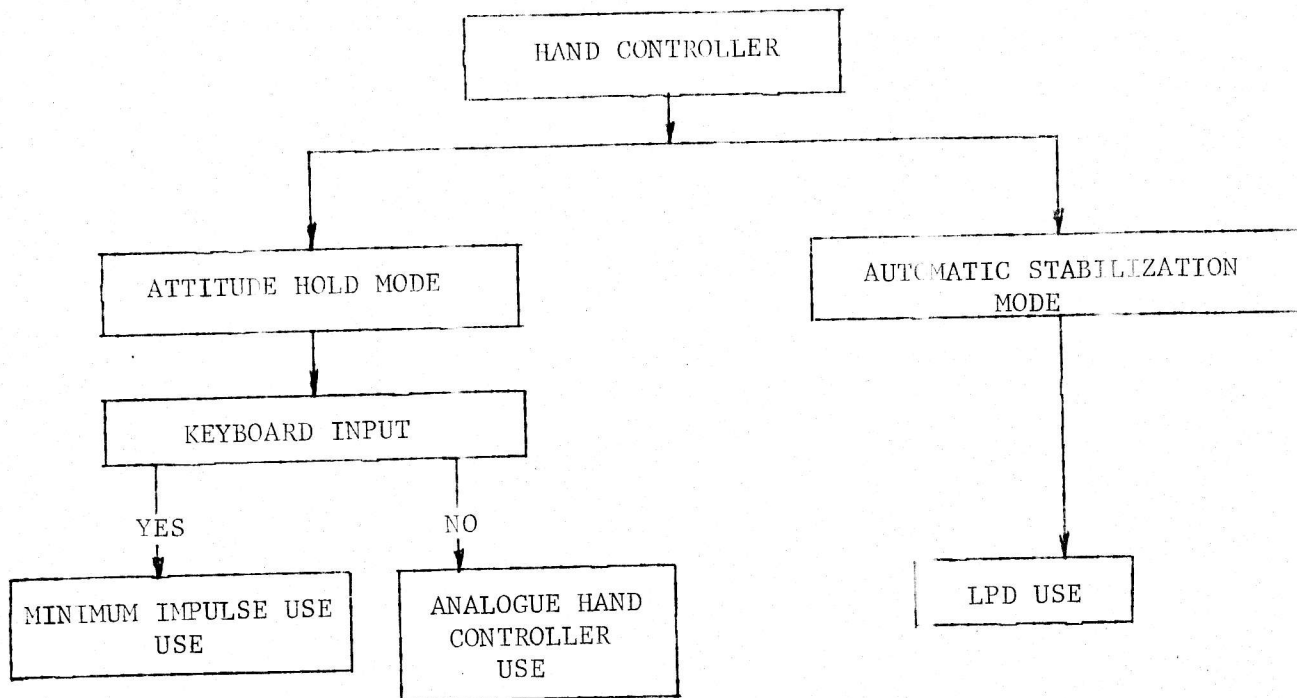 HAND CONTROLLER
ATTITUDE HOLD MODE
AUTOMATIC STABILIZATION
MODE
KEYBOARD INPUT
YES
NO
MINIMUM IMPULSE USE
USE
ANALOGUE HAND
CONTROLLER
USE
LPD USE